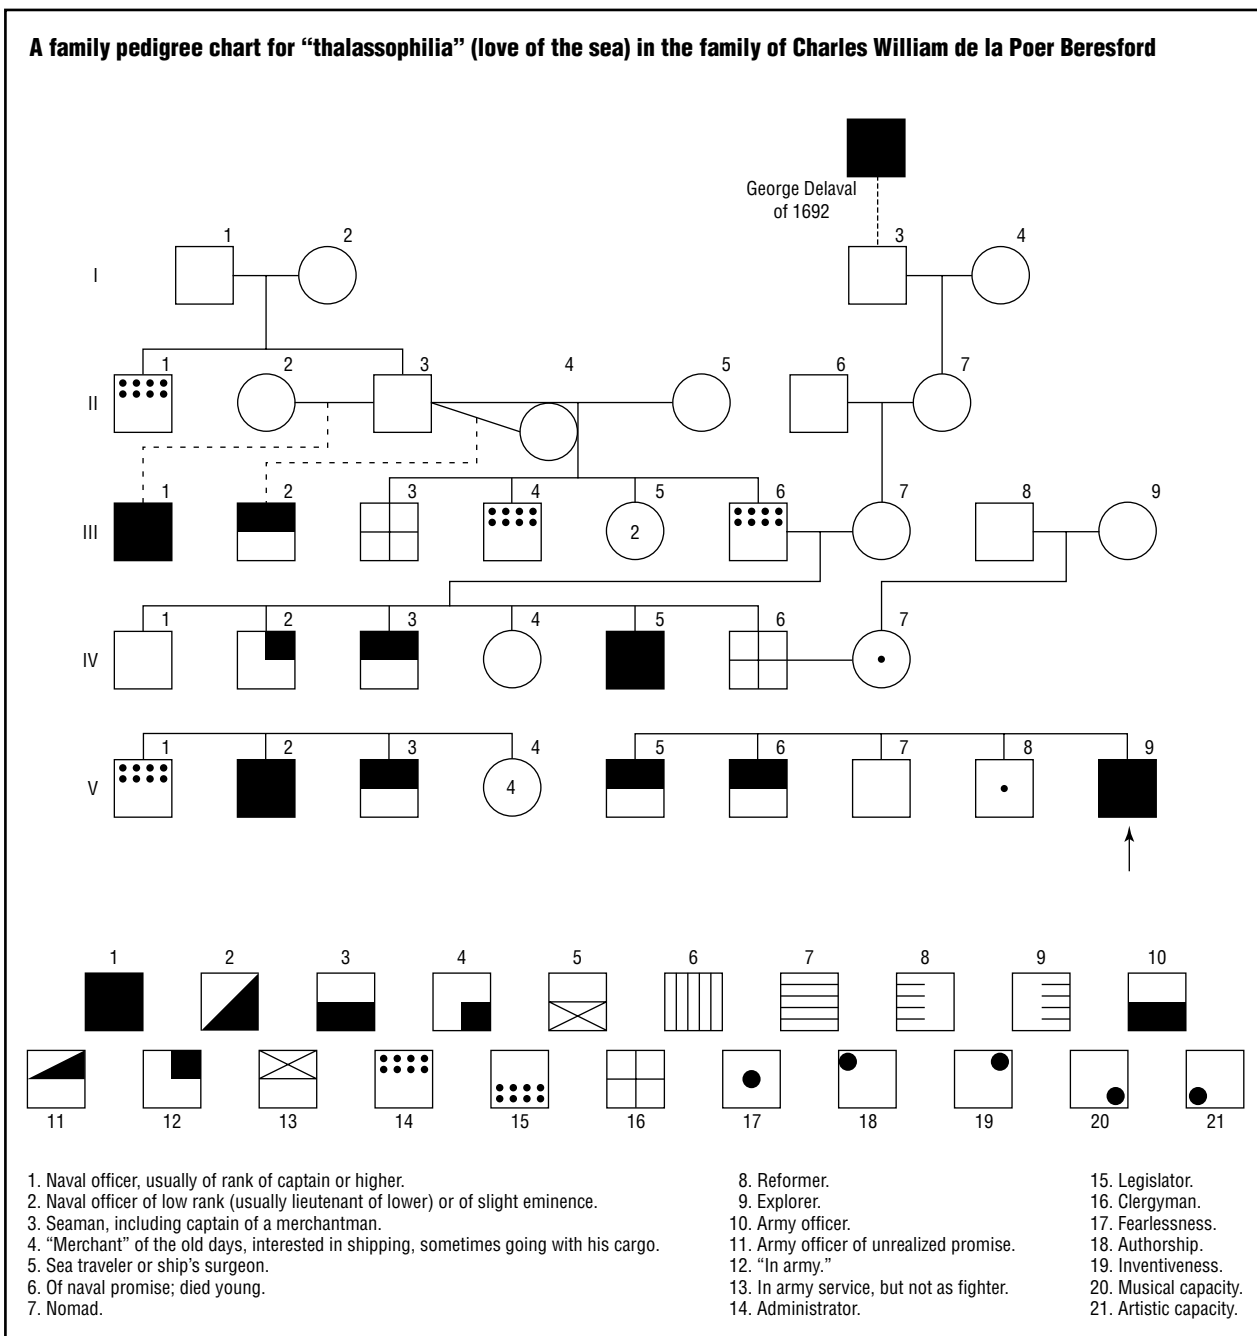 A family pedigree chart for “thalassophilia” (love of the sea) in the family of Charles William de la Poer Beresford
George Delaval
of 1692
1 2 3 4
I
1 2 3 4 5 6 7
II
1 2 3 4 5 6 7 8 9
III
2
1 2 3 4 5 6 7
IV
1 2 3 4 5 6 7 8 9
V
4
1 2 3 4 5 6 7 8 9 10
11 12 13 14 15 16 17 18 19 20 21
1. Naval officer, usually of rank of captain or higher.
2. Naval officer of low rank (usually lieutenant of lower) or of slight eminence.
3. Seaman, including captain of a merchantman.
4. “Merchant” of the old days, interested in shipping, sometimes going with his cargo.
5. Sea traveler or ship's surgeon.
6. Of naval promise; died young.
7. Nomad.
8. Reformer.
9. Explorer.
10. Army officer.
11. Army officer of unrealized promise.
12. “In army.”
13. In army service, but not as fighter.
14. Administrator.
15. Legislator.
16. Clergyman.
17. Fearlessness.
18. Authorship.
19. Inventiveness.
20. Musical capacity.
21. Artistic capacity.